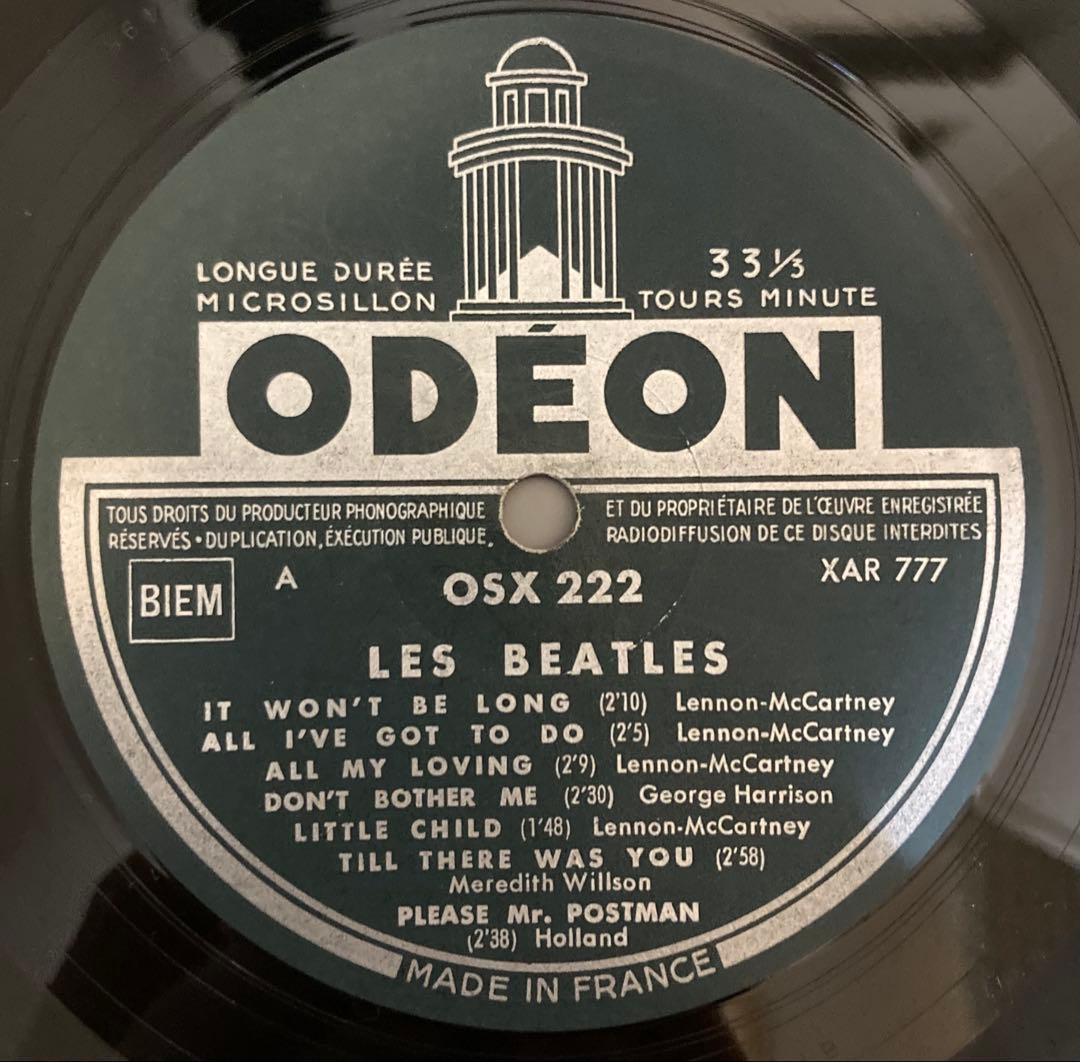 LONGUE DURÉE
MICROSILLON
33⅓
TOURS MINUTE
ODÉON
TOUS DROITS DU PRODUCTEUR PHONOGRAPHIQUE ET DU PROPRIÉTAIRE DE L'ŒUVRE ENREGISTRÉE
RÉSERVÉS • DUPLICATION, ÉXÉCUTION PUBLIQUE, RADIODIFFUSION DE CE DISQUE INTERDITES
BIEM A OSX 222 XAR 777
LES BEATLES
IT WON'T BE LONG (2'10) Lennon-McCartney
ALL I'VE GOT TO DO (2'5) Lennon-McCartney
ALL MY LOVING (2'9) Lennon-McCartney
DON'T BOTHER ME (2'30) George Harrison
LITTLE CHILD (1'48) Lennon-McCartney
TILL THERE WAS YOU (2'58)
Meredith Willson
PLEASE Mr. POSTMAN
(2'38) Holland
MADE IN FRANCE